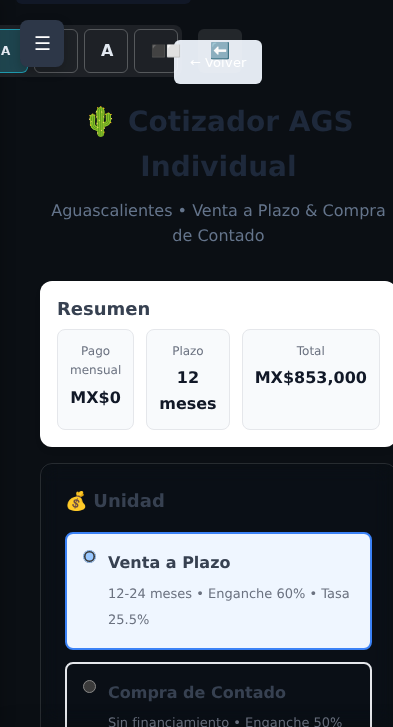 A
☰
A
← Volver
🌵 Cotizador AGS
Individual
Aguascalientes • Venta a Plazo & Compra
de Contado
Resumen
Pago
mensual
MX$0
Plazo
12
meses
Total
MX$853,000
💰 Unidad
Venta a Plazo
12-24 meses • Enganche 60% • Tasa
25.5%
Compra de Contado
Sin financiamiento • Enganche 50%